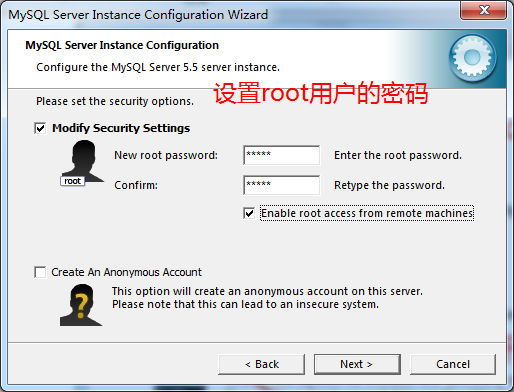 MySQL Server Instance Configuration Wizard
MySQL Server Instance Configuration
Configure the MySQL Server 5.5 server instance.
Please set the security options.
设置root用户的密码
Modify Security Settings
root
New root password:
*****
Enter the root password.
Confirm:
*****
Retype the password.
Enable root access from remote machines
Create An Anonymous Account
This option will create an anonymous account on this server.
Please note that this can lead to an insecure system.
< Back
Next >
Cancel